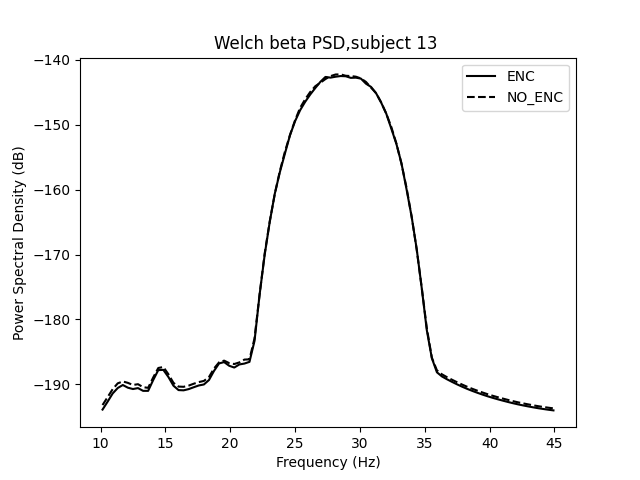 Welch beta PSD,subject 13
ENC
NO_ENC
Power Spectral Density (dB)
−140
−150
−160
−170
−180
−190
10 15 20 25 30 35 40 45
Frequency (Hz)